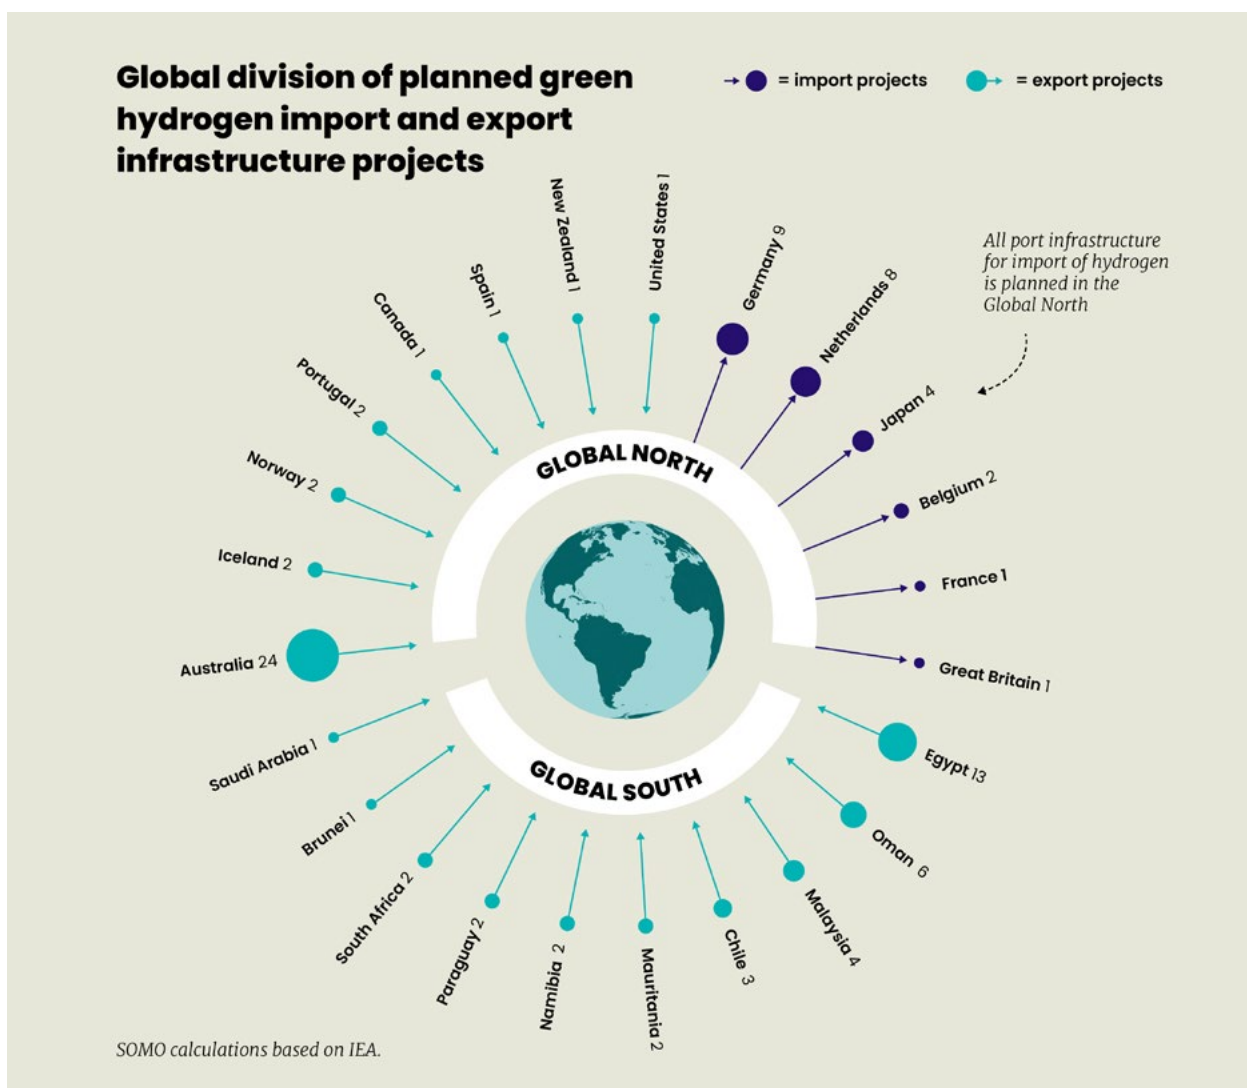 Global division of planned green
hydrogen import and export
infrastructure projects
= import projects
= export projects
All port infrastructure
for import of hydrogen
is planned in the
Global North
United States 1
Germany 9
Netherlands 8
Japan 4
Belgium 2
France 1
Great Britain 1
Egypt 13
Oman 6
Malaysia 4
Chile 3
Mauritania 2
Namibia 2
Paraguay 2
South Africa 2
Brunei 1
Saudi Arabia 1
Australia 24
Iceland 2
Norway 2
Portugal 2
Canada 1
Spain 1
New Zealand 1
GLOBAL NORTH
GLOBAL SOUTH
SOMO calculations based on IEA.